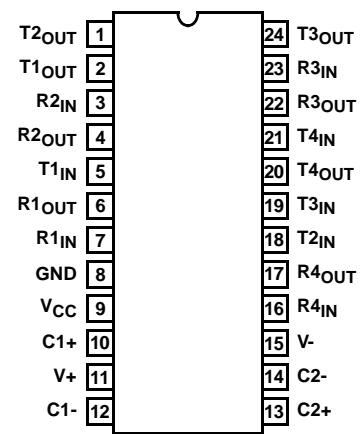 T2OUT 1 24 T3OUT
T1OUT 2 23 R3IN
R2IN 3 22 R3OUT
R2OUT 4 21 T4IN
T1IN 5 20 T4OUT
R1OUT 6 19 T3IN
R1IN 7 18 T2IN
GND 8 17 R4OUT
VCC 9 16 R4IN
C1+ 10 15 V-
V+ 11 14 C2-
C1- 12 13 C2+